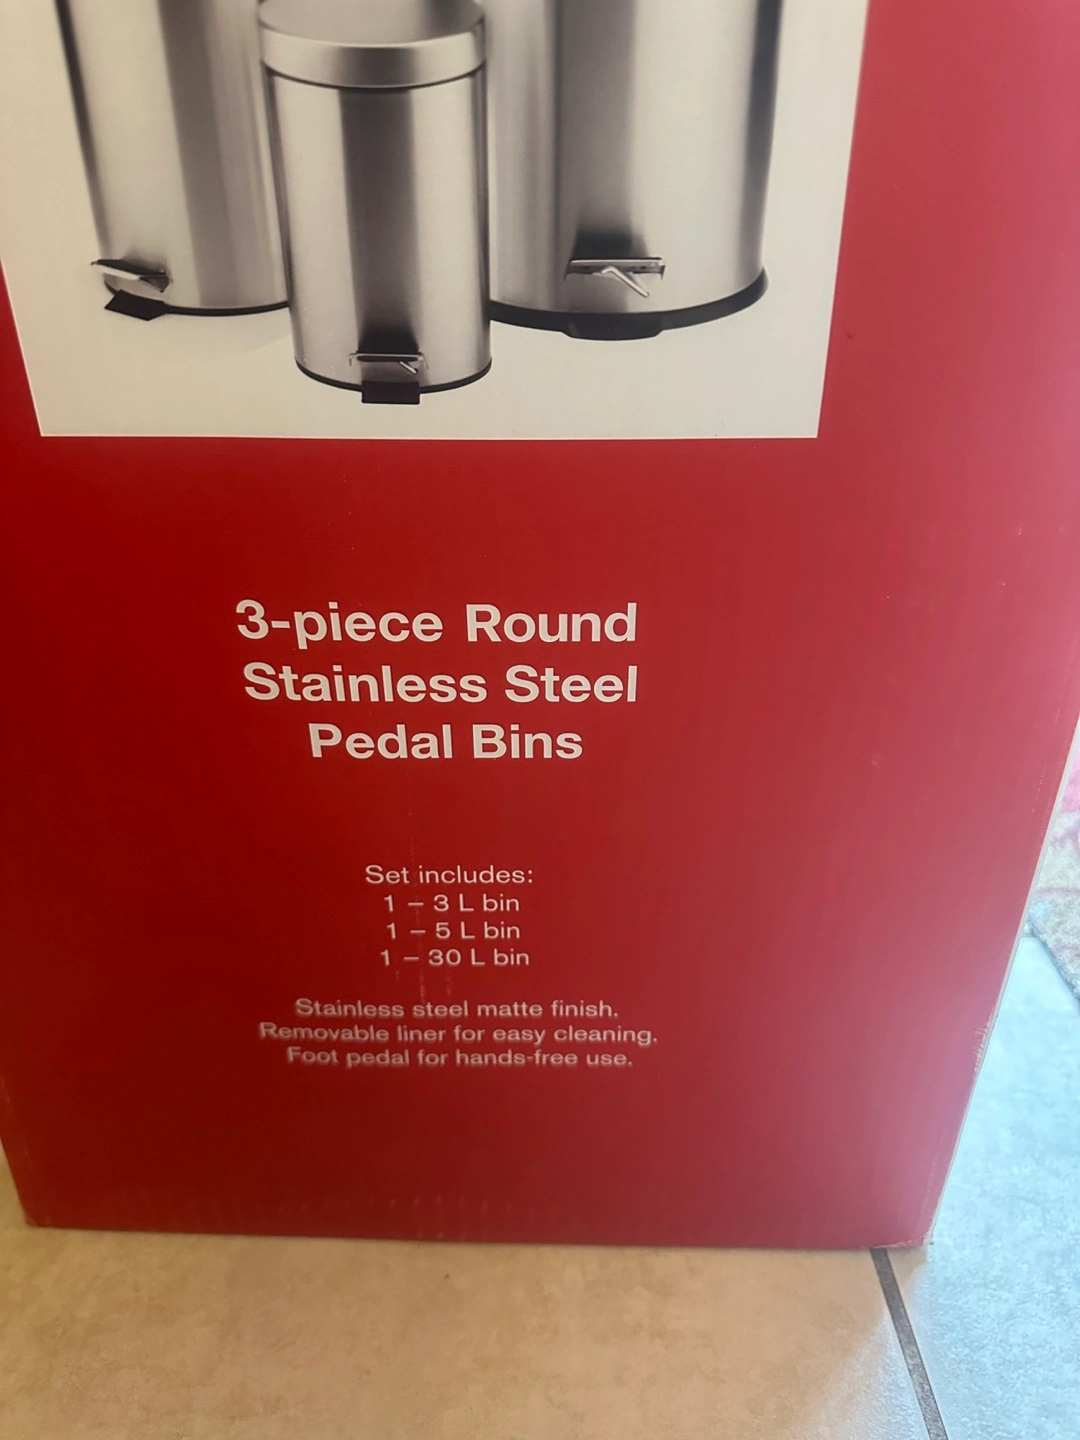 3-piece Round
Stainless Steel
Pedal Bins
Set includes:
1 – 3 L bin
1 – 5 L bin
1 – 30 L bin
Stainless steel matte finish.
Removable liner for easy cleaning.
Foot pedal for hands-free use.